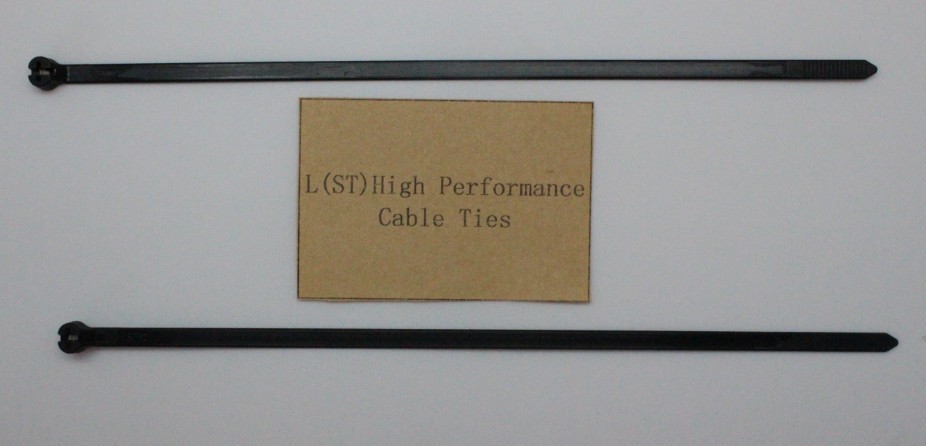 L(ST)High Performance
Cable Ties